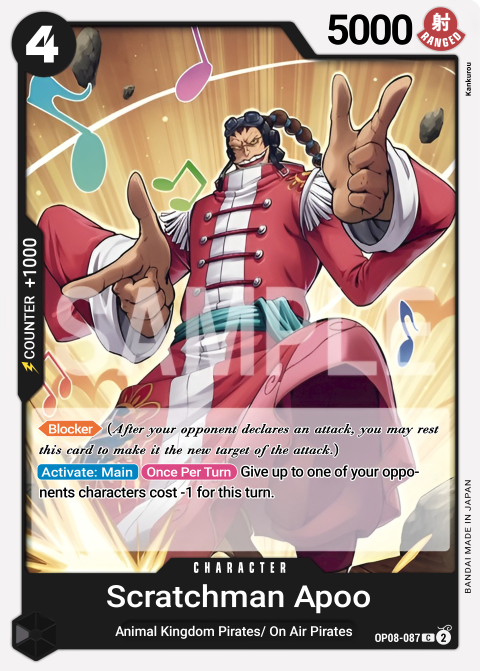 4
5000
射
RANGED
Kankurou
COUNTER +1000
SAMPLE
Blocker (After your opponent declares an attack, you may rest
this card to make it the new target of the attack.)
Activate: Main Once Per Turn Give up to one of your oppo-
nents characters cost -1 for this turn.
BANDAI MADE IN JAPAN
CHARACTER
Scratchman Apoo
Animal Kingdom Pirates/ On Air Pirates
OP08-087 C 2